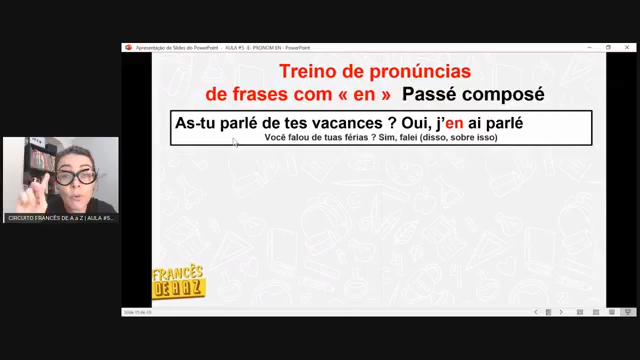 Apresentação de Slides do PowerPoint - AULA #5 -E- PRONOM EN - PowerPoint
Treino de pronúncias
de frases com « en » Passé composé
As-tu parlé de tes vacances ? Oui, j'en ai parlé
Você falou de tuas férias ? Sim, falei (disso, sobre isso)
CIRCUITO FRANCÊS DE A a Z | AULA #5...
FRANCÊS
DE A A Z